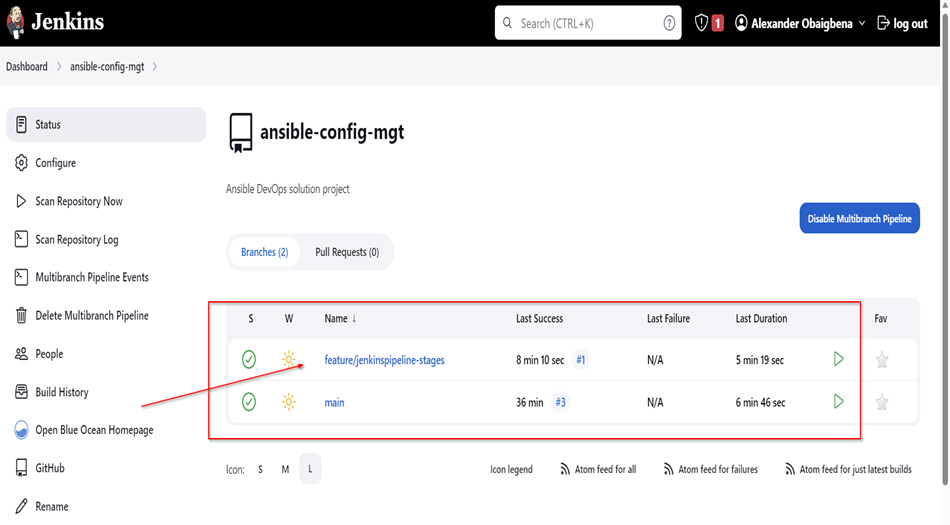 Jenkins
Search (CTRL+K) ? 1 Alexander Obaigbena log out
Dashboard ansible-config-mgt
Status
Configure
Scan Repository Now
Scan Repository Log
Multibranch Pipeline Events
Delete Multibranch Pipeline
People
Build History
Open Blue Ocean Homepage
GitHub
Rename
ansible-config-mgt
Ansible DevOps solution project
Disable Multibranch Pipeline
Branches (2) Pull Requests (0)
S W Name ↓ Last Success Last Failure Last Duration Fav
feature/jenkinspipeline-stages 8 min 10 sec #1 N/A 5 min 19 sec
main 36 min #3 N/A 6 min 46 sec
Icon: S M L Icon legend Atom feed for all Atom feed for failures Atom feed for just latest builds